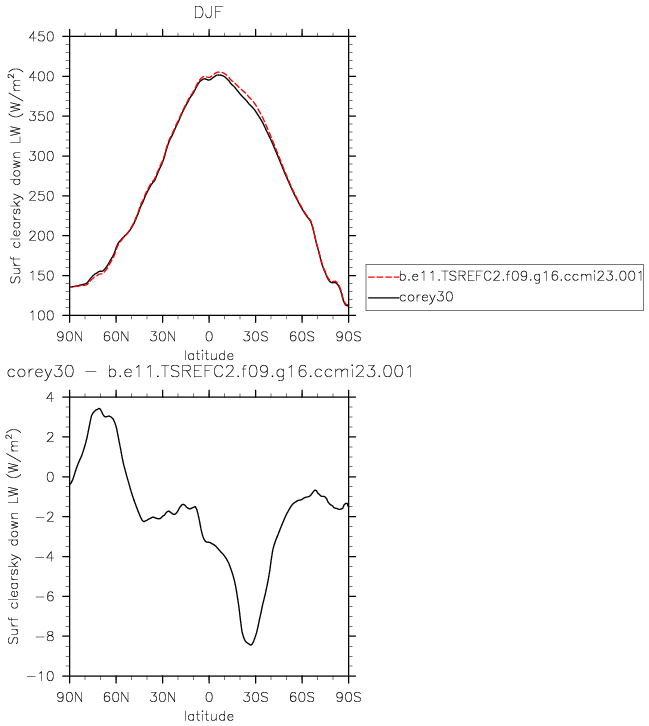 DJF
Surf clearsky down LW (W/m²)
450
400
350
300
250
200
150
100
90N 60N 30N 0 30S 60S 90S
latitude
b.e11.TSREFC2.f09.g16.ccmi23.001
corey30
corey30 − b.e11.TSREFC2.f09.g16.ccmi23.001
Surf clearsky down LW (W/m²)
4
2
0
−2
−4
−6
−8
−10
90N 60N 30N 0 30S 60S 90S
latitude